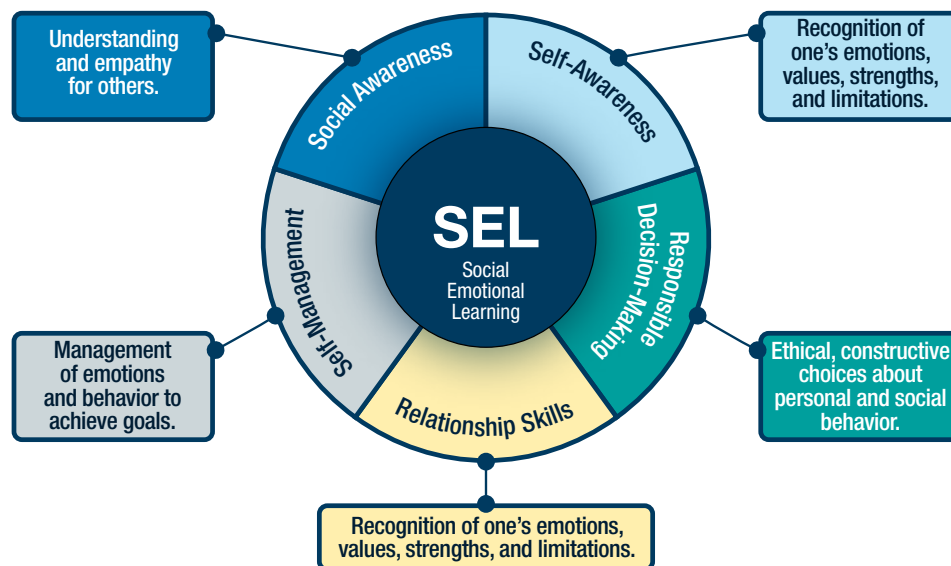 Understanding
and empathy
for others.
Social Awareness
Self-Awareness
Recognition of
one's emotions,
values, strengths,
and limitations.
SEL
Social
Emotional
Learning
Self-Management
Responsible
Decision-Making
Management
of emotions
and behavior to
achieve goals.
Relationship Skills
Ethical, constructive
choices about
personal and social
behavior.
Recognition of one's emotions,
values, strengths, and limitations.